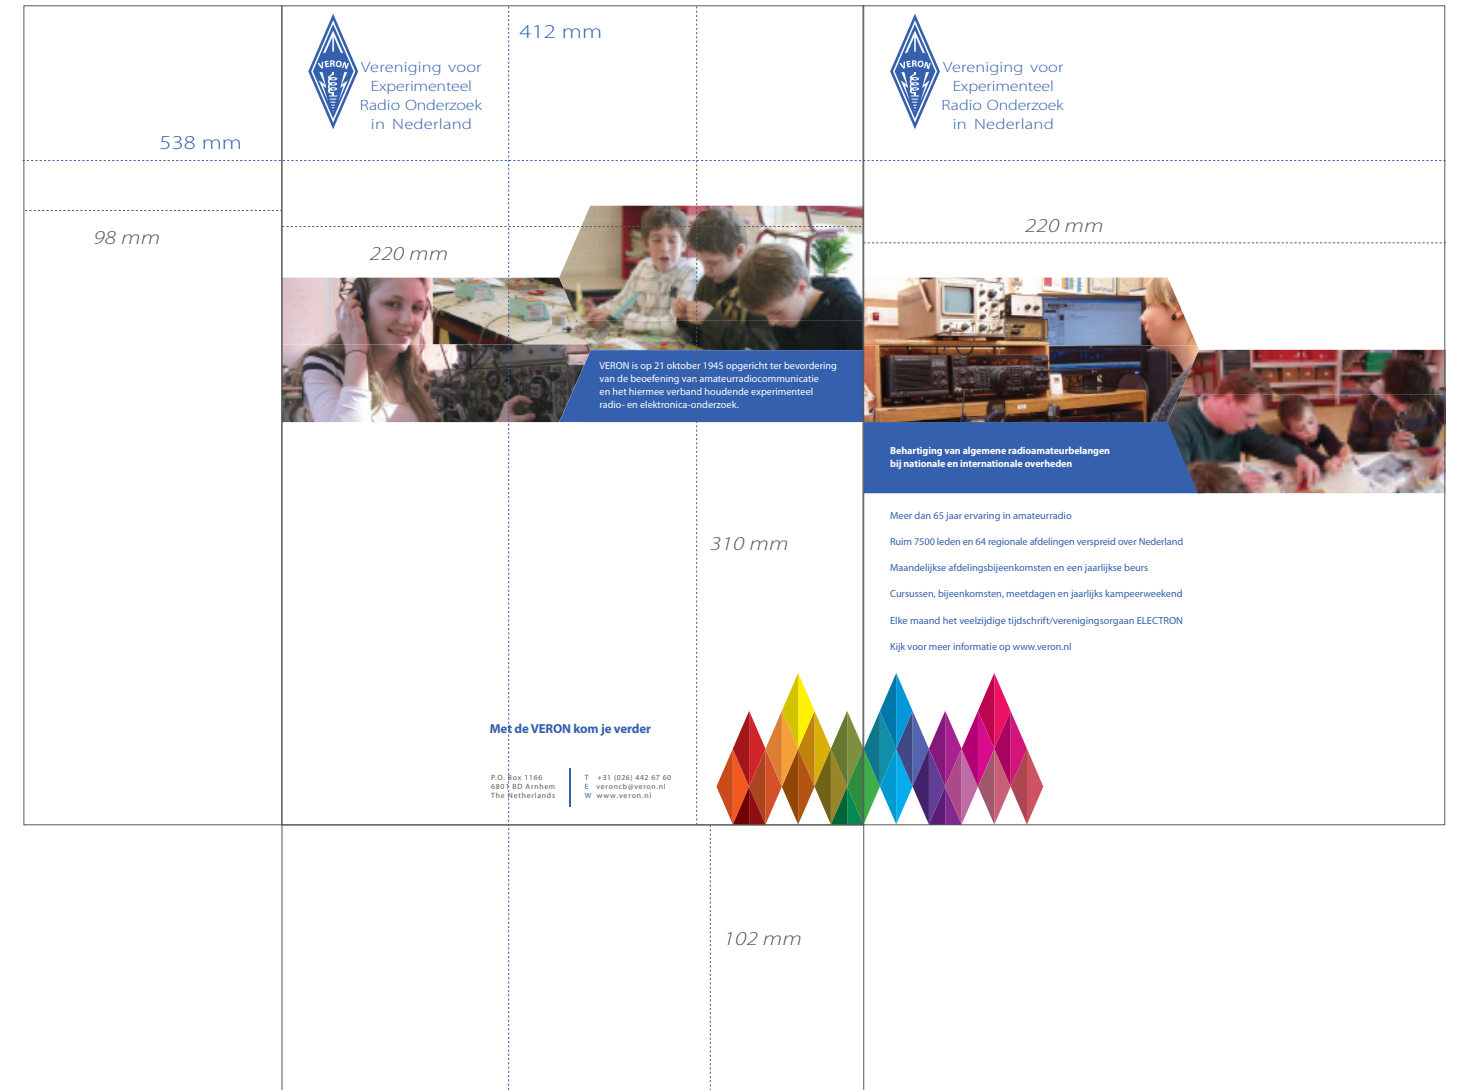 412 mm
VERON
Vereniging voor
Experimenteel
Radio Onderzoek
in Nederland
VERON
Vereniging voor
Experimenteel
Radio Onderzoek
in Nederland
538 mm
98 mm
220 mm
220 mm
VERON is op 21 oktober 1945 opgericht ter bevordering
van de beoefening van amateurradiocommunicatie
en het hiermee verband houdende experimenteel
radio- en elektronica-onderzoek.
Behartiging van algemene radioamateurbelangen
bij nationale en internationale overheden
Meer dan 65 jaar ervaring in amateurradio
Ruim 7500 leden en 64 regionale afdelingen verspreid over Nederland
Maandelijkse afdelingsbijeenkomsten en een jaarlijkse beurs
Cursussen, bijeenkomsten, meetdagen en jaarlijks kampeerweekend
Elke maand het veelzijdige tijdschrift/verenigingsorgaan ELECTRON
Kijk voor meer informatie op www.veron.nl
310 mm
Met de VERON kom je verder
P.O. Box 1166
6801 BD Arnhem
The Netherlands
T +31 (026) 442 67 60
E veroncb@veron.nl
W www.veron.nl
102 mm